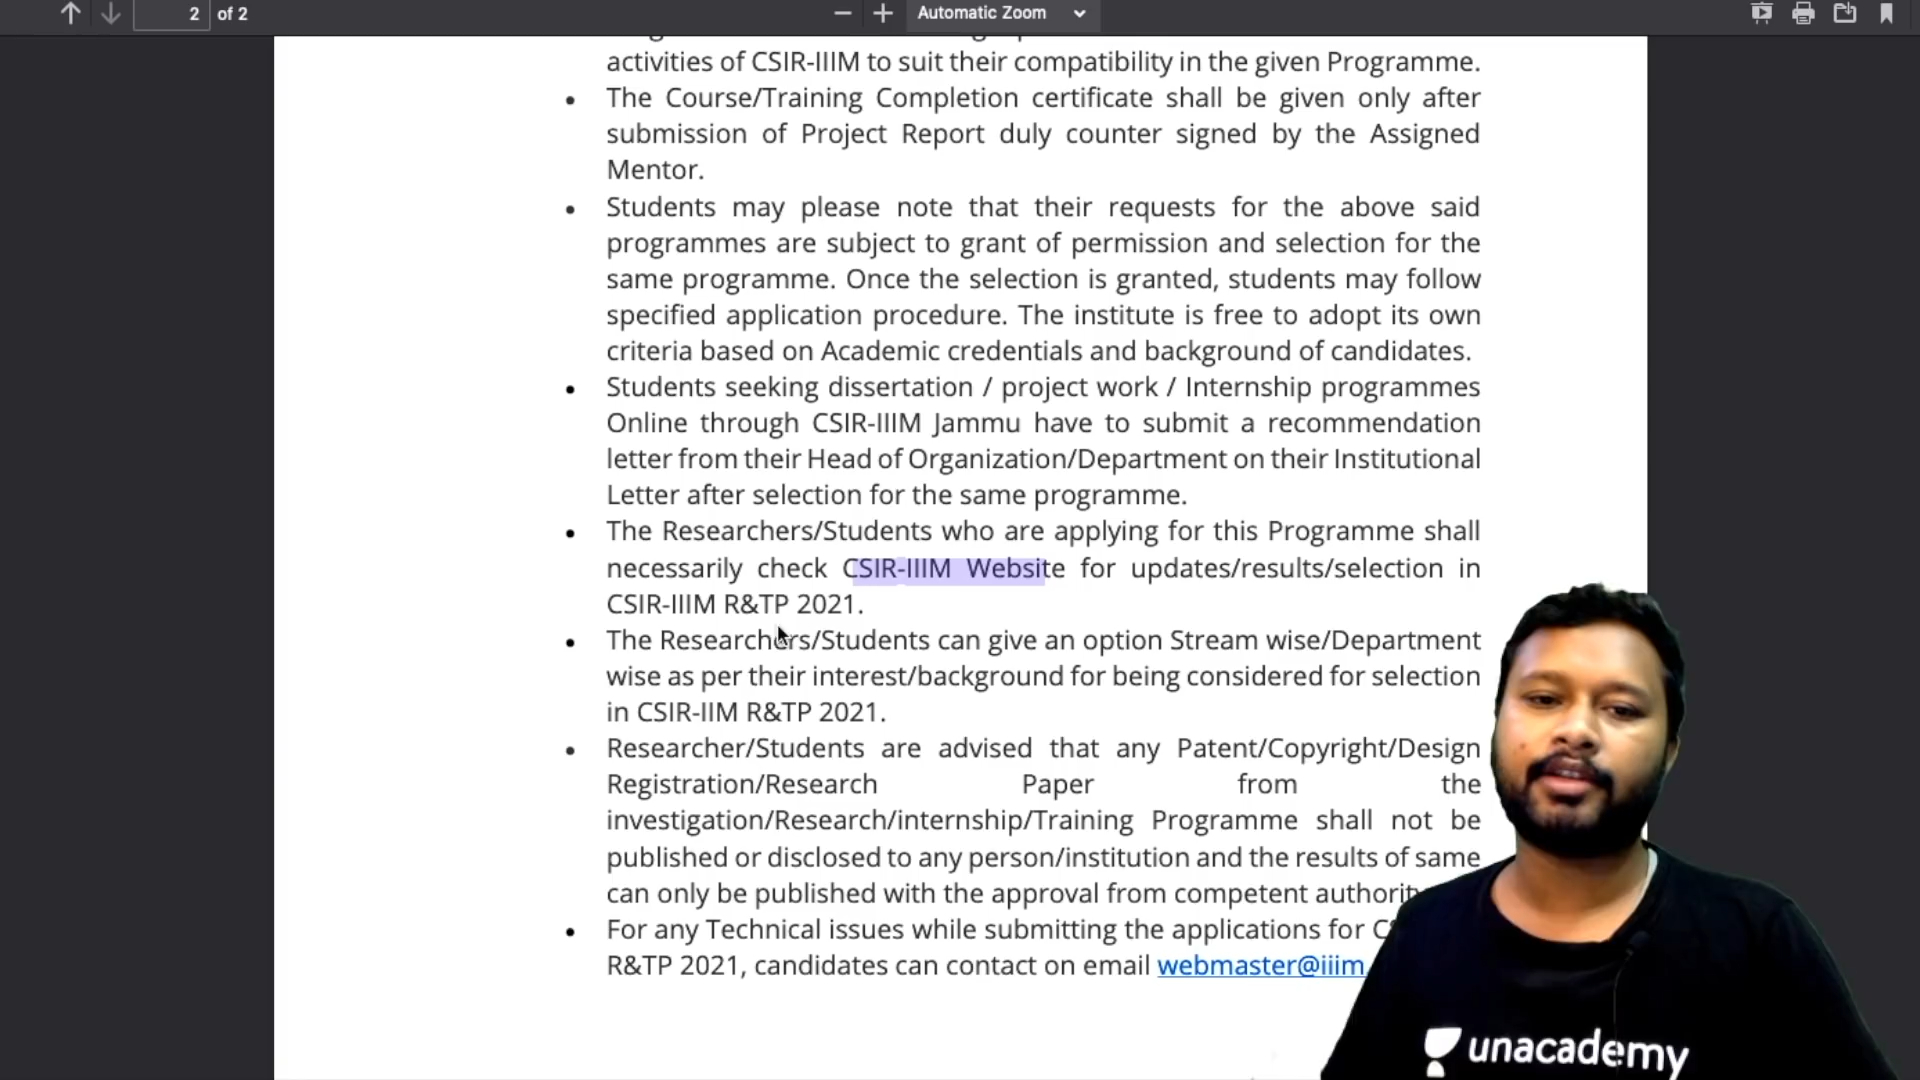 2 of 2
Automatic Zoom
activities of CSIR-IIIM to suit their compatibility in the given Programme.
• The Course/Training Completion certificate shall be given only after
submission of Project Report duly counter signed by the Assigned
Mentor.
• Students may please note that their requests for the above said
programmes are subject to grant of permission and selection for the
same programme. Once the selection is granted, students may follow
specified application procedure. The institute is free to adopt its own
criteria based on Academic credentials and background of candidates.
• Students seeking dissertation / project work / Internship programmes
Online through CSIR-IIIM Jammu have to submit a recommendation
letter from their Head of Organization/Department on their Institutional
Letter after selection for the same programme.
• The Researchers/Students who are applying for this Programme shall
necessarily check CSIR-IIIM Website for updates/results/selection in
CSIR-IIIM R&TP 2021.
• The Researchers/Students can give an option Stream wise/Department
wise as per their interest/background for being considered for selection
in CSIR-IIM R&TP 2021.
• Researcher/Students are advised that any Patent/Copyright/Design
Registration/Research Paper from the
investigation/Research/internship/Training Programme shall not be
published or disclosed to any person/institution and the results of same
can only be published with the approval from competent
• For any Technical issues while submitting the applications for
R&TP 2021, candidates can contact on email webmaster@iiim.
unacademy